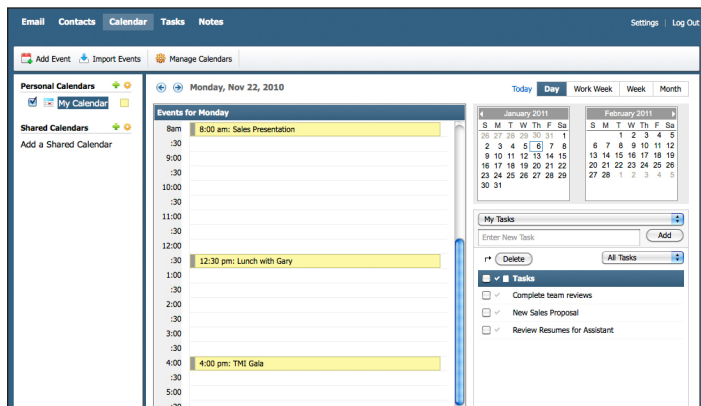 Email Contacts Calendar Tasks Notes
Settings | Log Out
Add Event Import Events Manage Calendars
Personal Calendars
My Calendar
Shared Calendars
Add a Shared Calendar
Monday, Nov 22, 2010
Today Day Work Week Week Month
Events for Monday
8am 8:00 am: Sales Presentation
:30
9:00
:30
10:00
:30
11:00
:30
12:00
:30 12:30 pm: Lunch with Gary
1:00
:30
2:00
:30
3:00
:30
4:00 4:00 pm: TMI Gala
:30
5:00
:30
January 2011
S M T W Th F Sa
26 27 28 29 30 31 1
2 3 4 5 6 7 8
9 10 11 12 13 14 15
16 17 18 19 20 21 22
23 24 25 26 27 28 29
30 31
February 2011
S M T W Th F Sa
1 2 3 4 5
6 7 8 9 10 11 12
13 14 15 16 17 18 19
20 21 22 23 24 25 26
27 28 1 2 3 4 5
My Tasks
Enter New Task Add
Delete All Tasks
Tasks
Complete team reviews
New Sales Proposal
Review Resumes for Assistant